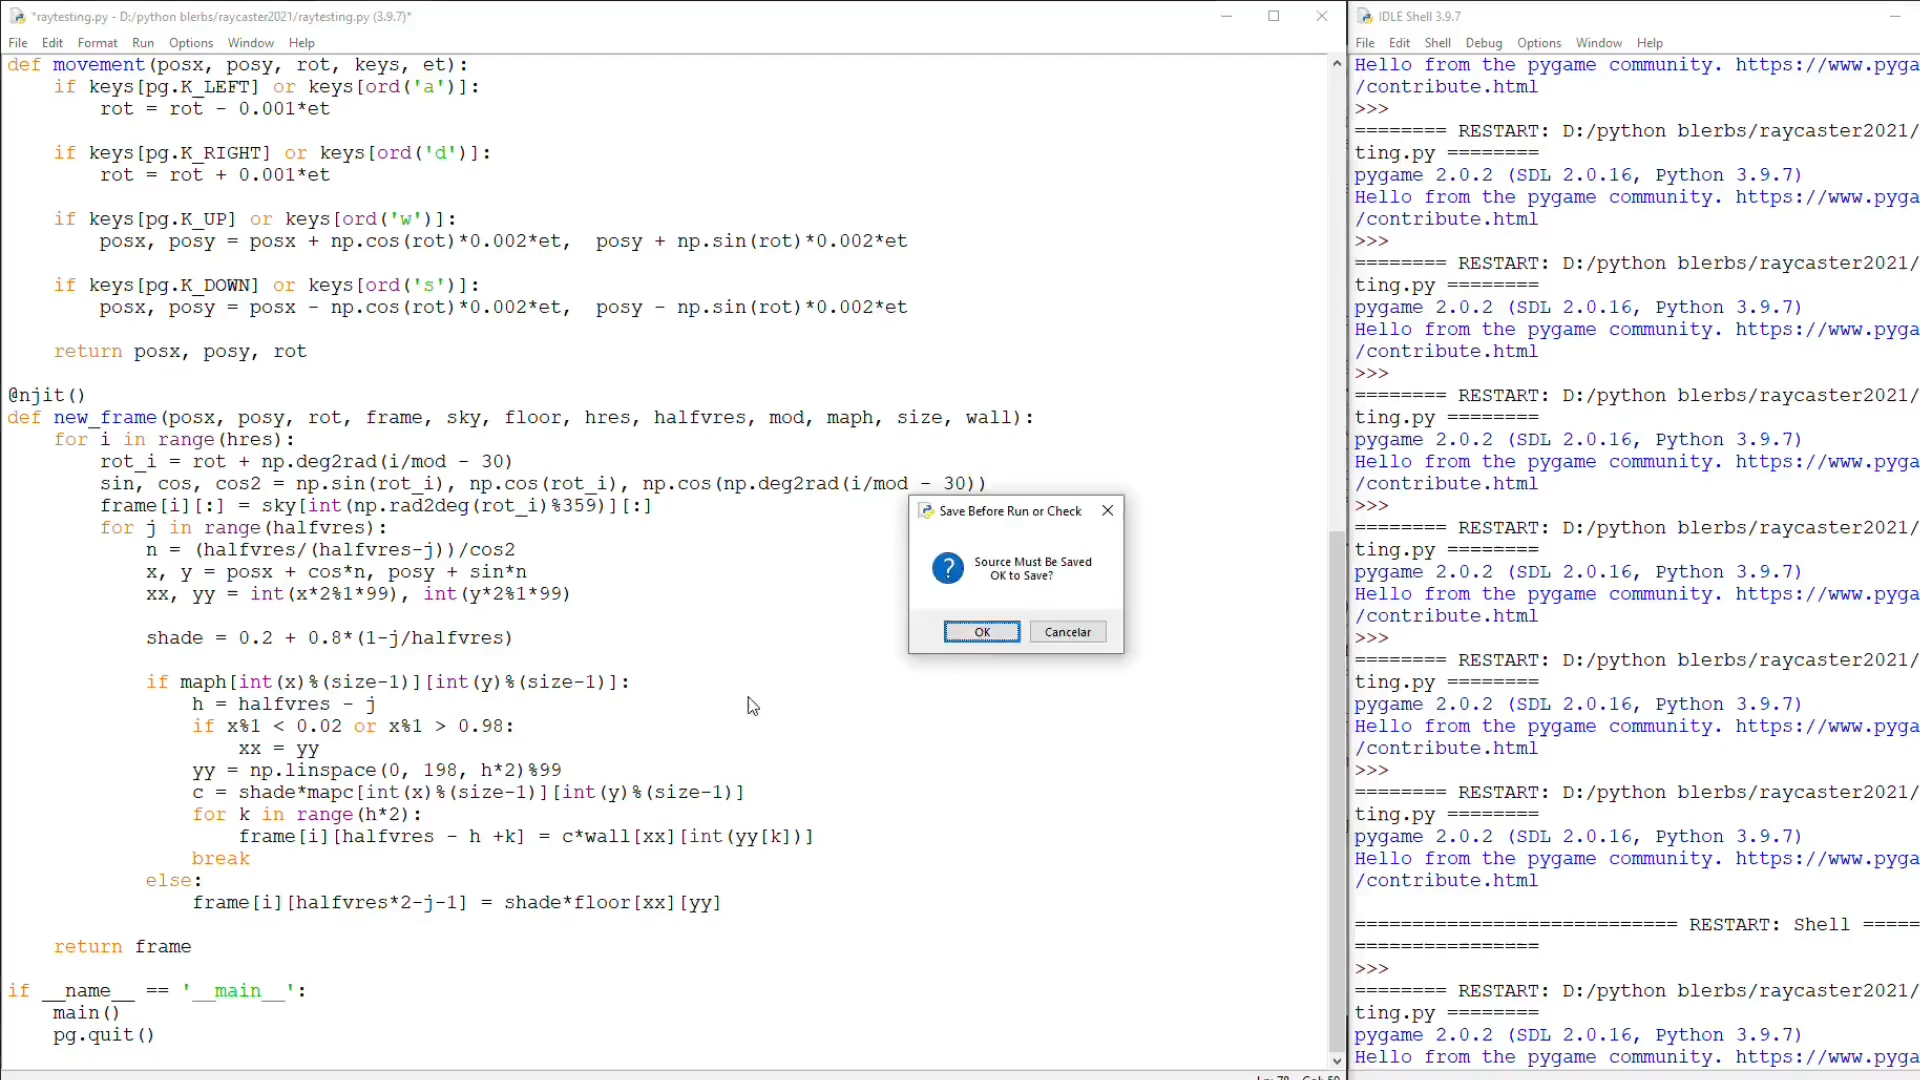 *raytesting.py - D:/python blerbs/raycaster2021/raytesting.py (3.9.7)*
File Edit Format Run Options Window Help
def movement(posx, posy, rot, keys, et):
    if keys[pg.K_LEFT] or keys[ord('a')]:
        rot = rot - 0.001*et
    if keys[pg.K_RIGHT] or keys[ord('d')]:
        rot = rot + 0.001*et
    if keys[pg.K_UP] or keys[ord('w')]:
        posx, posy = posx + np.cos(rot)*0.002*et,  posy + np.sin(rot)*0.002*et
    if keys[pg.K_DOWN] or keys[ord('s')]:
        posx, posy = posx - np.cos(rot)*0.002*et,  posy - np.sin(rot)*0.002*et
    return posx, posy, rot
@njit()
def new_frame(posx, posy, rot, frame, sky, floor, hres, halfvres, mod, maph, size, wall):
    for i in range(hres):
        rot_i = rot + np.deg2rad(i/mod - 30)
        sin, cos, cos2 = np.sin(rot_i), np.cos(rot_i), np.cos(np.deg2rad(i/mod - 30))
        frame[i][:] = sky[int(np.rad2deg(rot_i)%359)][:]
        for j in range(halfvres):
            n = (halfvres/(halfvres-j))/cos2
            x, y = posx + cos*n, posy + sin*n
            xx, yy = int(x*2%1*99), int(y*2%1*99)
            shade = 0.2 + 0.8*(1-j/halfvres)
            if maph[int(x)%(size-1)][int(y)%(size-1)]:
                h = halfvres - j
                if x%1 < 0.02 or x%1 > 0.98:
                    xx = yy
                yy = np.linspace(0, 198, h*2)%99
                c = shade*mapc[int(x)%(size-1)][int(y)%(size-1)]
                for k in range(h*2):
                    frame[i][halfvres - h +k] = c*wall[xx][int(yy[k])]
                break
            else:
                frame[i][halfvres*2-j-1] = shade*floor[xx][yy]
    return frame
if __name__ == '__main__':
    main()
    pg.quit()
Save Before Run or Check
Source Must Be Saved
OK to Save?
OK Cancelar
IDLE Shell 3.9.7
File Edit Shell Debug Options Window Help
Hello from the pygame community. https://www.pyga
/contribute.html
>>>
======== RESTART: D:/python blerbs/raycaster2021/
ting.py ========
pygame 2.0.2 (SDL 2.0.16, Python 3.9.7)
Hello from the pygame community. https://www.pyga
/contribute.html
>>>
======== RESTART: D:/python blerbs/raycaster2021/
ting.py ========
pygame 2.0.2 (SDL 2.0.16, Python 3.9.7)
Hello from the pygame community. https://www.pyga
/contribute.html
>>>
======== RESTART: D:/python blerbs/raycaster2021/
ting.py ========
pygame 2.0.2 (SDL 2.0.16, Python 3.9.7)
Hello from the pygame community. https://www.pyga
/contribute.html
>>>
======== RESTART: D:/python blerbs/raycaster2021/
ting.py ========
pygame 2.0.2 (SDL 2.0.16, Python 3.9.7)
Hello from the pygame community. https://www.pyga
/contribute.html
>>>
======== RESTART: D:/python blerbs/raycaster2021/
ting.py ========
pygame 2.0.2 (SDL 2.0.16, Python 3.9.7)
Hello from the pygame community. https://www.pyga
/contribute.html
>>>
======== RESTART: D:/python blerbs/raycaster2021/
ting.py ========
pygame 2.0.2 (SDL 2.0.16, Python 3.9.7)
Hello from the pygame community. https://www.pyga
/contribute.html
============================ RESTART: Shell =====
================
>>>
======== RESTART: D:/python blerbs/raycaster2021/
ting.py ========
pygame 2.0.2 (SDL 2.0.16, Python 3.9.7)
Hello from the pygame community. https://www.pyga